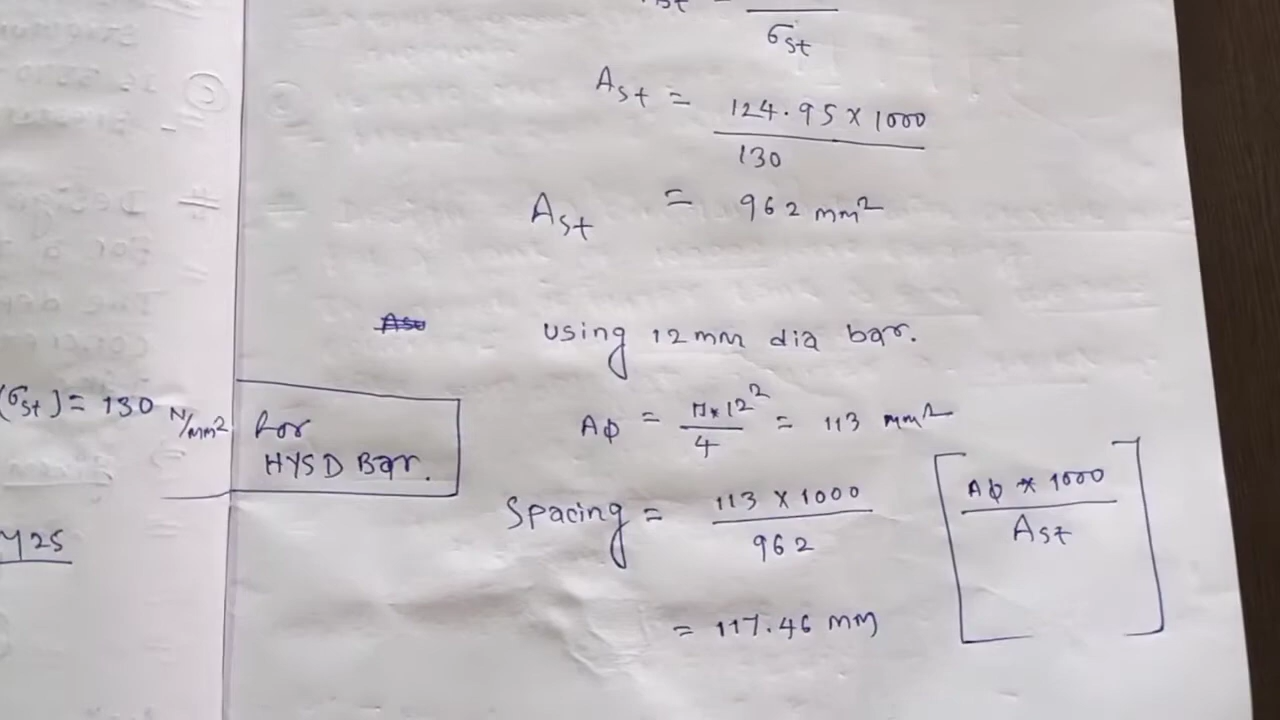 σst
Ast = 124.95 x 1000
130
Ast = 962 mm²
using 12 mm dia bar.
(σst) = 130 N/mm²
for
HYSD Bar.
Aϕ = π*12² = 113 mm²
4
Spacing = 113 x 1000
962
[Aϕ * 1000
Ast]
M25
= 117.46 mm